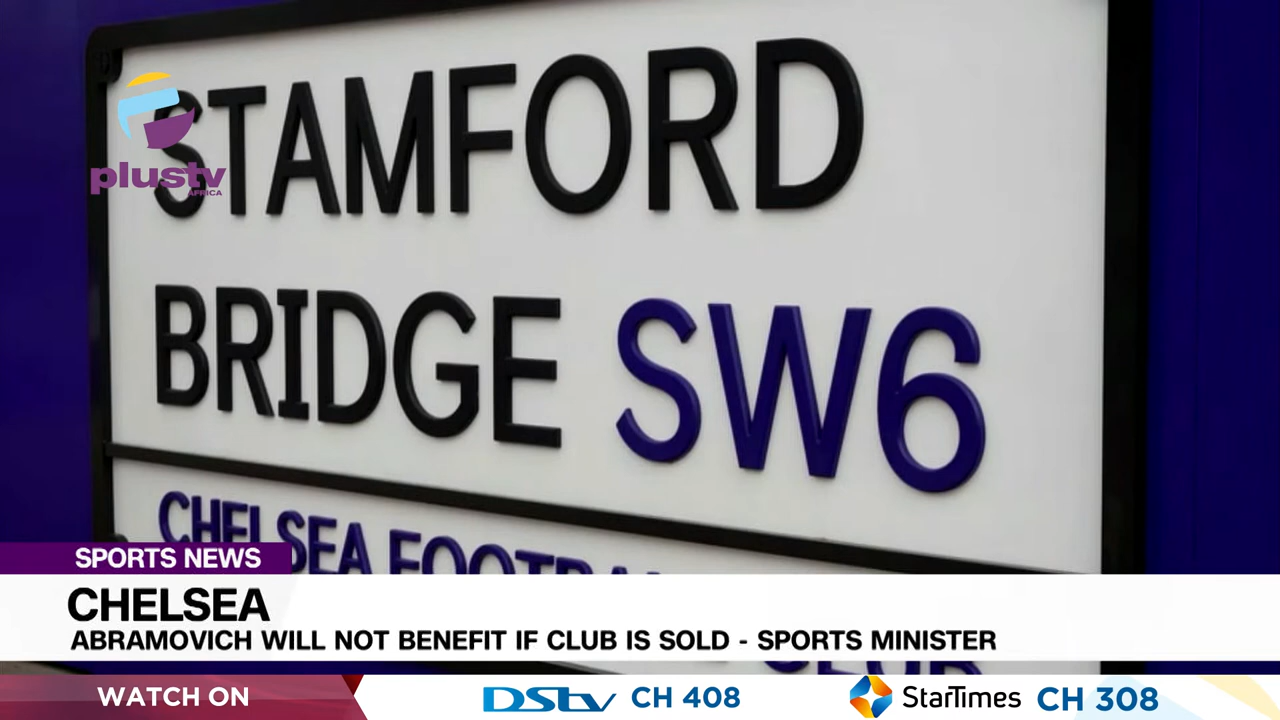 STAMFORD
BRIDGE SW6
CHELSEA
plustv
AFRICA
SPORTS NEWS
CHELSEA
ABRAMOVICH WILL NOT BENEFIT IF CLUB IS SOLD - SPORTS MINISTER
WATCH ON DStv CH 408 StarTimes CH 308